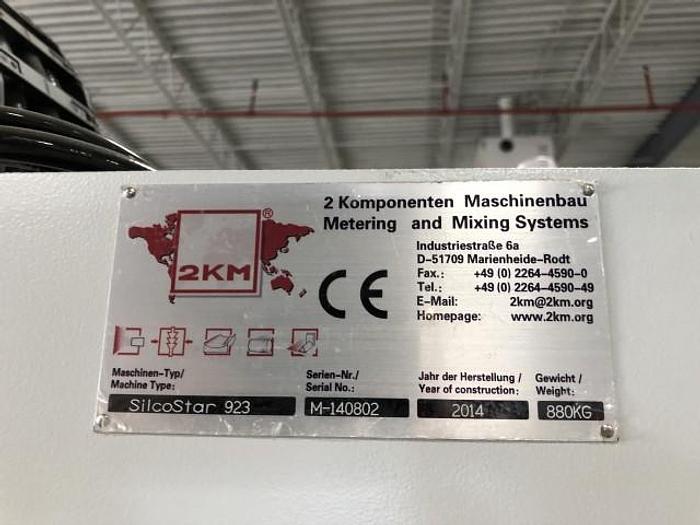 2 Komponenten Maschinenbau
Metering and Mixing Systems
®
2KM
Industriestraße 6a
D-51709 Marienheide-Rodt
Fax.: +49 (0) 2264-4590-0
Tel.: +49 (0) 2264-4590-49
E-Mail: 2km@2km.org
Homepage: www.2km.org
CE
Maschinen-Typ/
Machine Type:
SilcoStar 923
Serien-Nr./
Serial No.:
M-140802
Jahr der Herstellung /
Year of construction:
2014
Gewicht /
Weight:
880KG